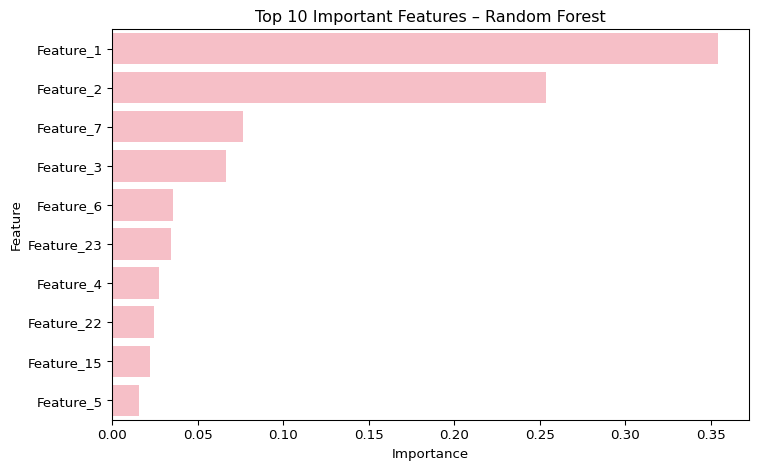 Top 10 Important Features – Random Forest
Feature
Feature_1
Feature_2
Feature_7
Feature_3
Feature_6
Feature_23
Feature_4
Feature_22
Feature_15
Feature_5
0.00 0.05 0.10 0.15 0.20 0.25 0.30 0.35
Importance